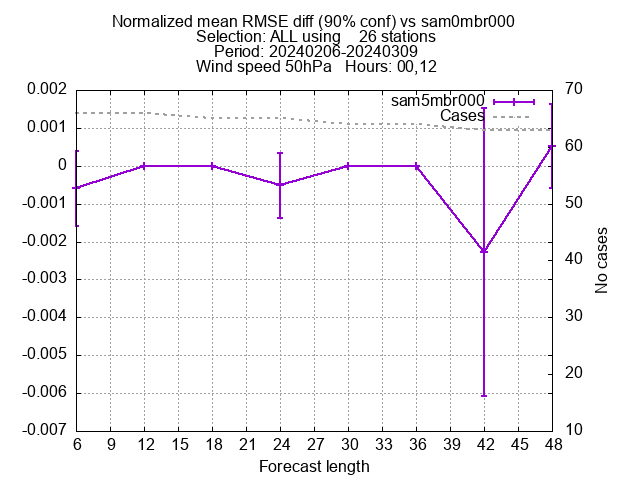 Normalized mean RMSE diff (90% conf) vs sam0mbr000
Selection: ALL using    26 stations
Period: 20240206-20240309
Wind speed 50hPa   Hours: 00,12
sam5mbr000
Cases
0.002
0.001
0
-0.001
-0.002
-0.003
-0.004
-0.005
-0.006
-0.007
70
60
50
40
30
20
10
No cases
6 9 12 15 18 21 24 27 30 33 36 39 42 45 48
Forecast length